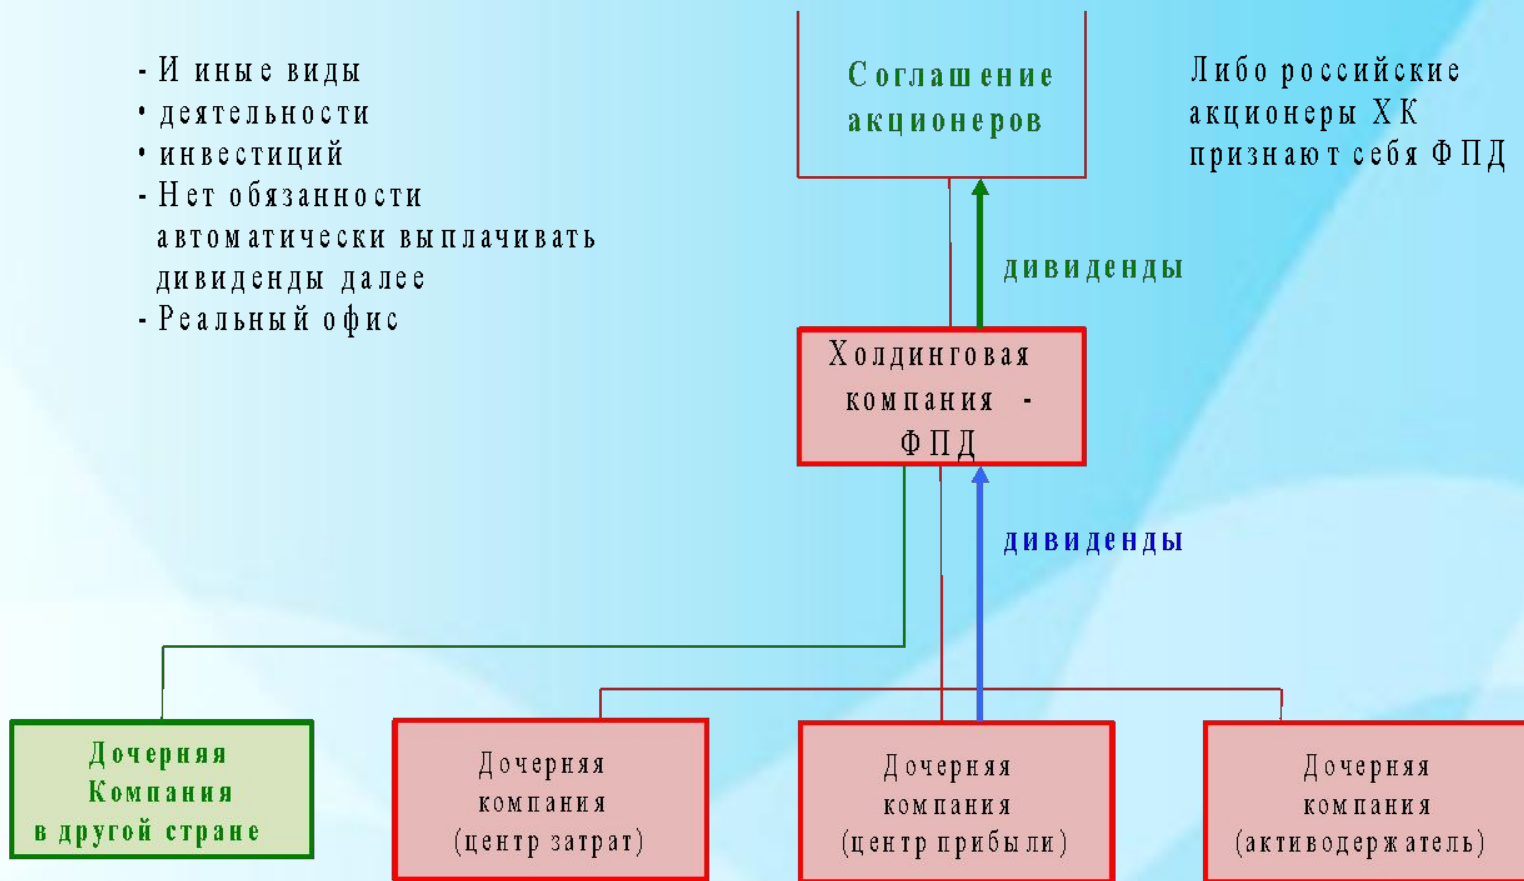 - И иные виды
• деятельности
• инвестиций
- Нет обязанности
автоматически выплачивать
дивиденды далее
- Реальный офис
Соглашение
акционеров
Либо российские
акционеры ХК
признают себя ФПД
дивиденды
Холдинговая
компания -
ФПД
дивиденды
Дочерняя
Компания
в другой стране
Дочерняя
компания
(центр затрат)
Дочерняя
компания
(центр прибыли)
Дочерняя
компания
(активодержатель)